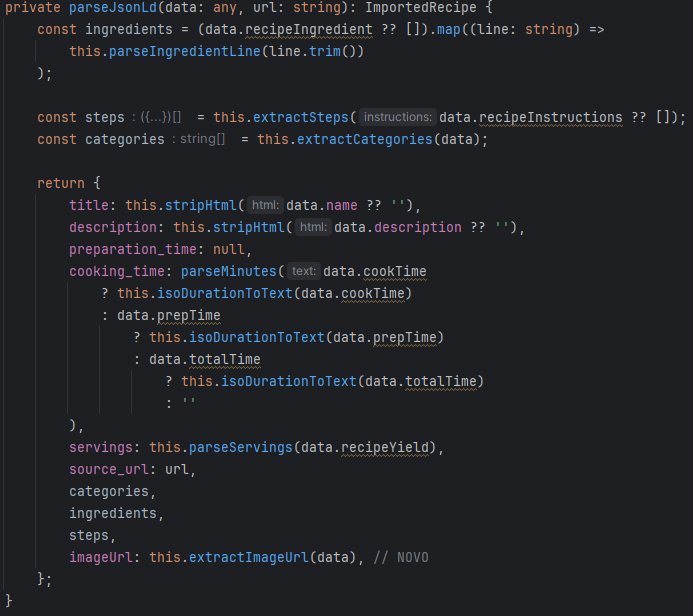 private parseJsonLd(data: any, url: string): ImportedRecipe {
    const ingredients = (data.recipeIngredient ?? []).map((line: string) =>
        this.parseIngredientLine(line.trim())
    );

    const steps : ({...})[]  = this.extractSteps( instructions: data.recipeInstructions ?? []);
    const categories : string[]  = this.extractCategories(data);

    return {
        title: this.stripHtml( html: data.name ?? ''),
        description: this.stripHtml( html: data.description ?? ''),
        preparation_time: null,
        cooking_time: parseMinutes( text: data.cookTime
            ? this.isoDurationToText(data.cookTime)
            : data.prepTime
                ? this.isoDurationToText(data.prepTime)
                : data.totalTime
                    ? this.isoDurationToText(data.totalTime)
                    : ''
        ),
        servings: this.parseServings(data.recipeYield),
        source_url: url,
        categories,
        ingredients,
        steps,
        imageUrl: this.extractImageUrl(data), // NOVO
    };
}